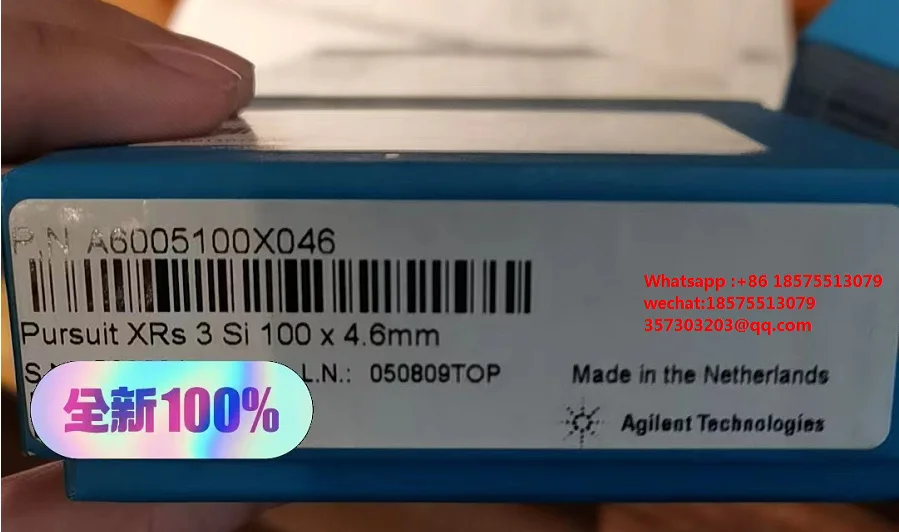 P.N A6005100X046
Pursuit XRs 3 Si 100 x 4.6mm
L.N.: 050809TOP
Made in the Netherlands
Agilent Technologies
Whatsapp :+86 18575513079
wechat:18575513079
357303203@qq.com
全新100%